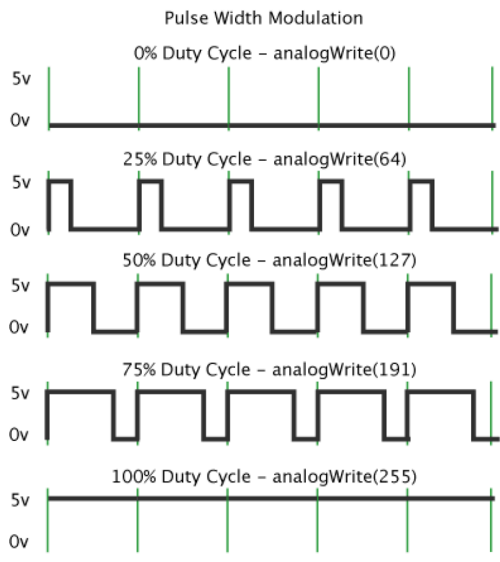 Pulse Width Modulation
0% Duty Cycle – analogWrite(0)
5v
0v
25% Duty Cycle – analogWrite(64)
5v
0v
50% Duty Cycle – analogWrite(127)
5v
0v
75% Duty Cycle – analogWrite(191)
5v
0v
100% Duty Cycle – analogWrite(255)
5v
0v